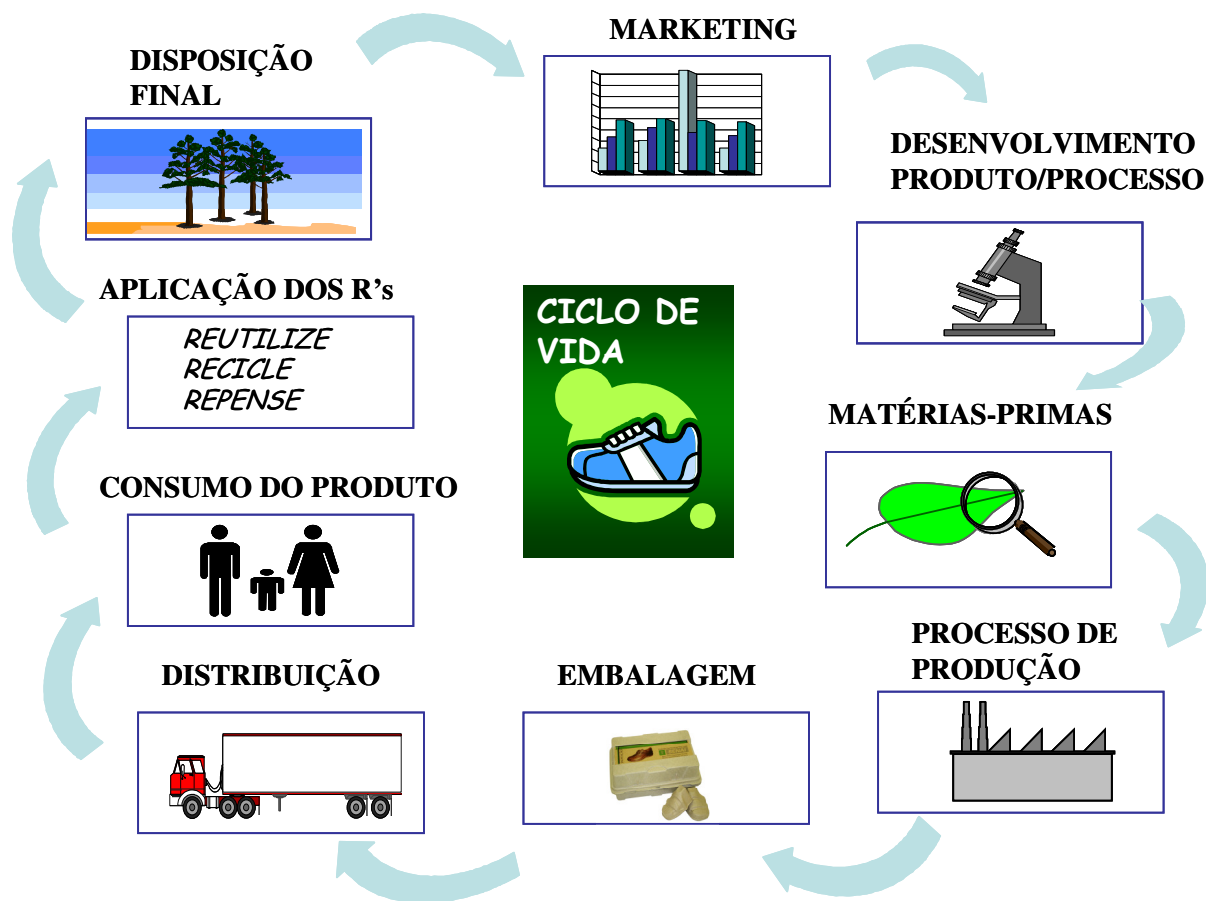 MARKETING
DISPOSIÇÃO
FINAL
DESENVOLVIMENTO
PRODUTO/PROCESSO
APLICAÇÃO DOS R's
REUTILIZE
RECICLE
REPENSE
CICLO DE
VIDA
MATÉRIAS-PRIMAS
CONSUMO DO PRODUTO
PROCESSO DE
PRODUÇÃO
DISTRIBUIÇÃO
EMBALAGEM